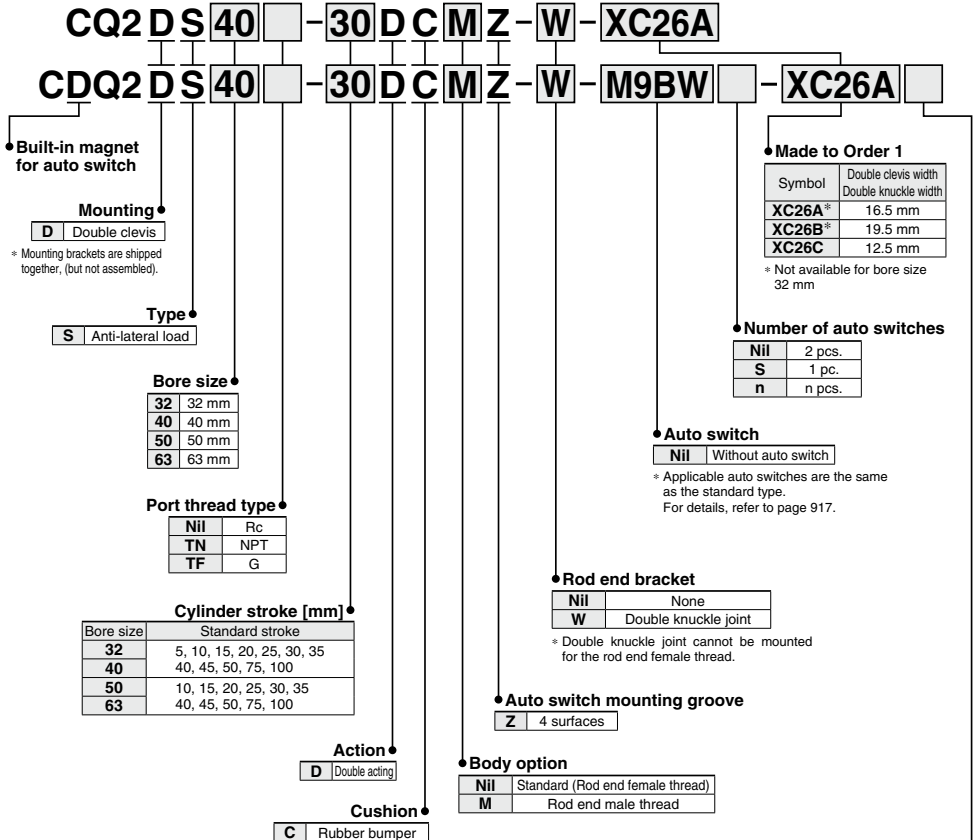 CQ2 D S 40 - 30 D C M Z - W - XC26A
CDQ2 D S 40 - 30 D C M Z - W - M9BW - XC26A
Built-in magnet
for auto switch
Mounting
D Double clevis
* Mounting brackets are shipped
together, (but not assembled).
Type
S Anti-lateral load
Bore size
32 32 mm
40 40 mm
50 50 mm
63 63 mm
Port thread type
Nil Rc
TN NPT
TF G
Cylinder stroke [mm]
Bore size Standard stroke
32 5, 10, 15, 20, 25, 30, 35
40 40, 45, 50, 75, 100
50 10, 15, 20, 25, 30, 35
63 40, 45, 50, 75, 100
Action
D Double acting
Cushion
C Rubber bumper
Made to Order 1
Symbol Double clevis width
Double knuckle width
XC26A* 16.5 mm
XC26B* 19.5 mm
XC26C 12.5 mm
* Not available for bore size
32 mm
Number of auto switches
Nil 2 pcs.
S 1 pc.
n n pcs.
Auto switch
Nil Without auto switch
* Applicable auto switches are the same
as the standard type.
For details, refer to page 917.
Rod end bracket
Nil None
W Double knuckle joint
* Double knuckle joint cannot be mounted
for the rod end female thread.
Auto switch mounting groove
Z 4 surfaces
Body option
Nil Standard (Rod end female thread)
M Rod end male thread